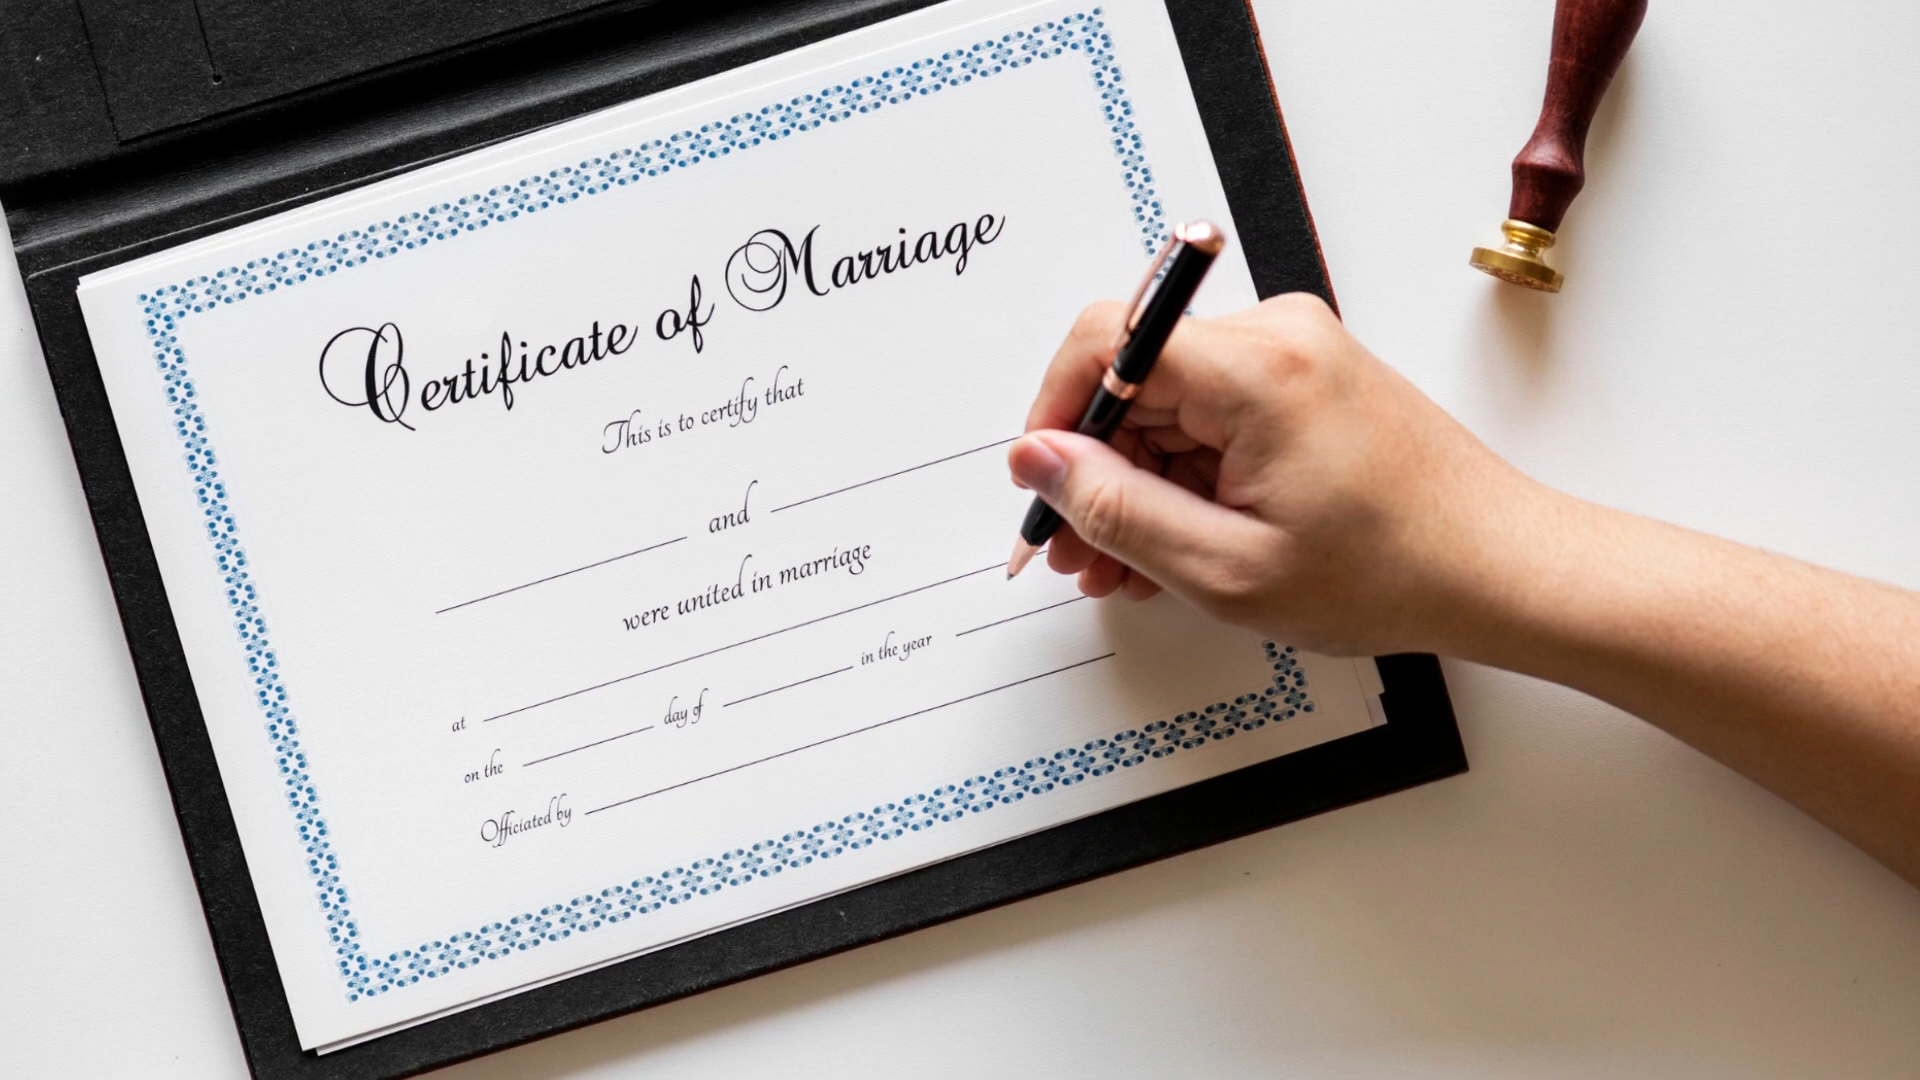 Certificate of Marriage
This is to certify that
and
were united in marriage
at
on the day of in the year
Officiated by